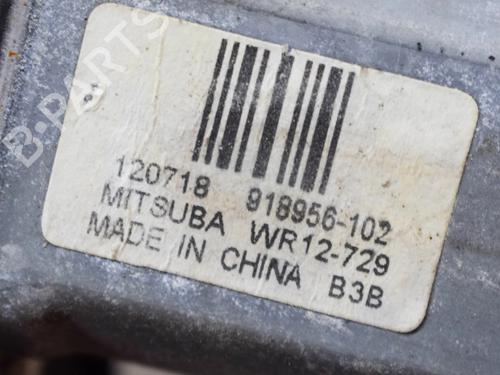 B-PARTS
120718 918956-102
MITSUBA WR12-729
MADE IN CHINA B3B